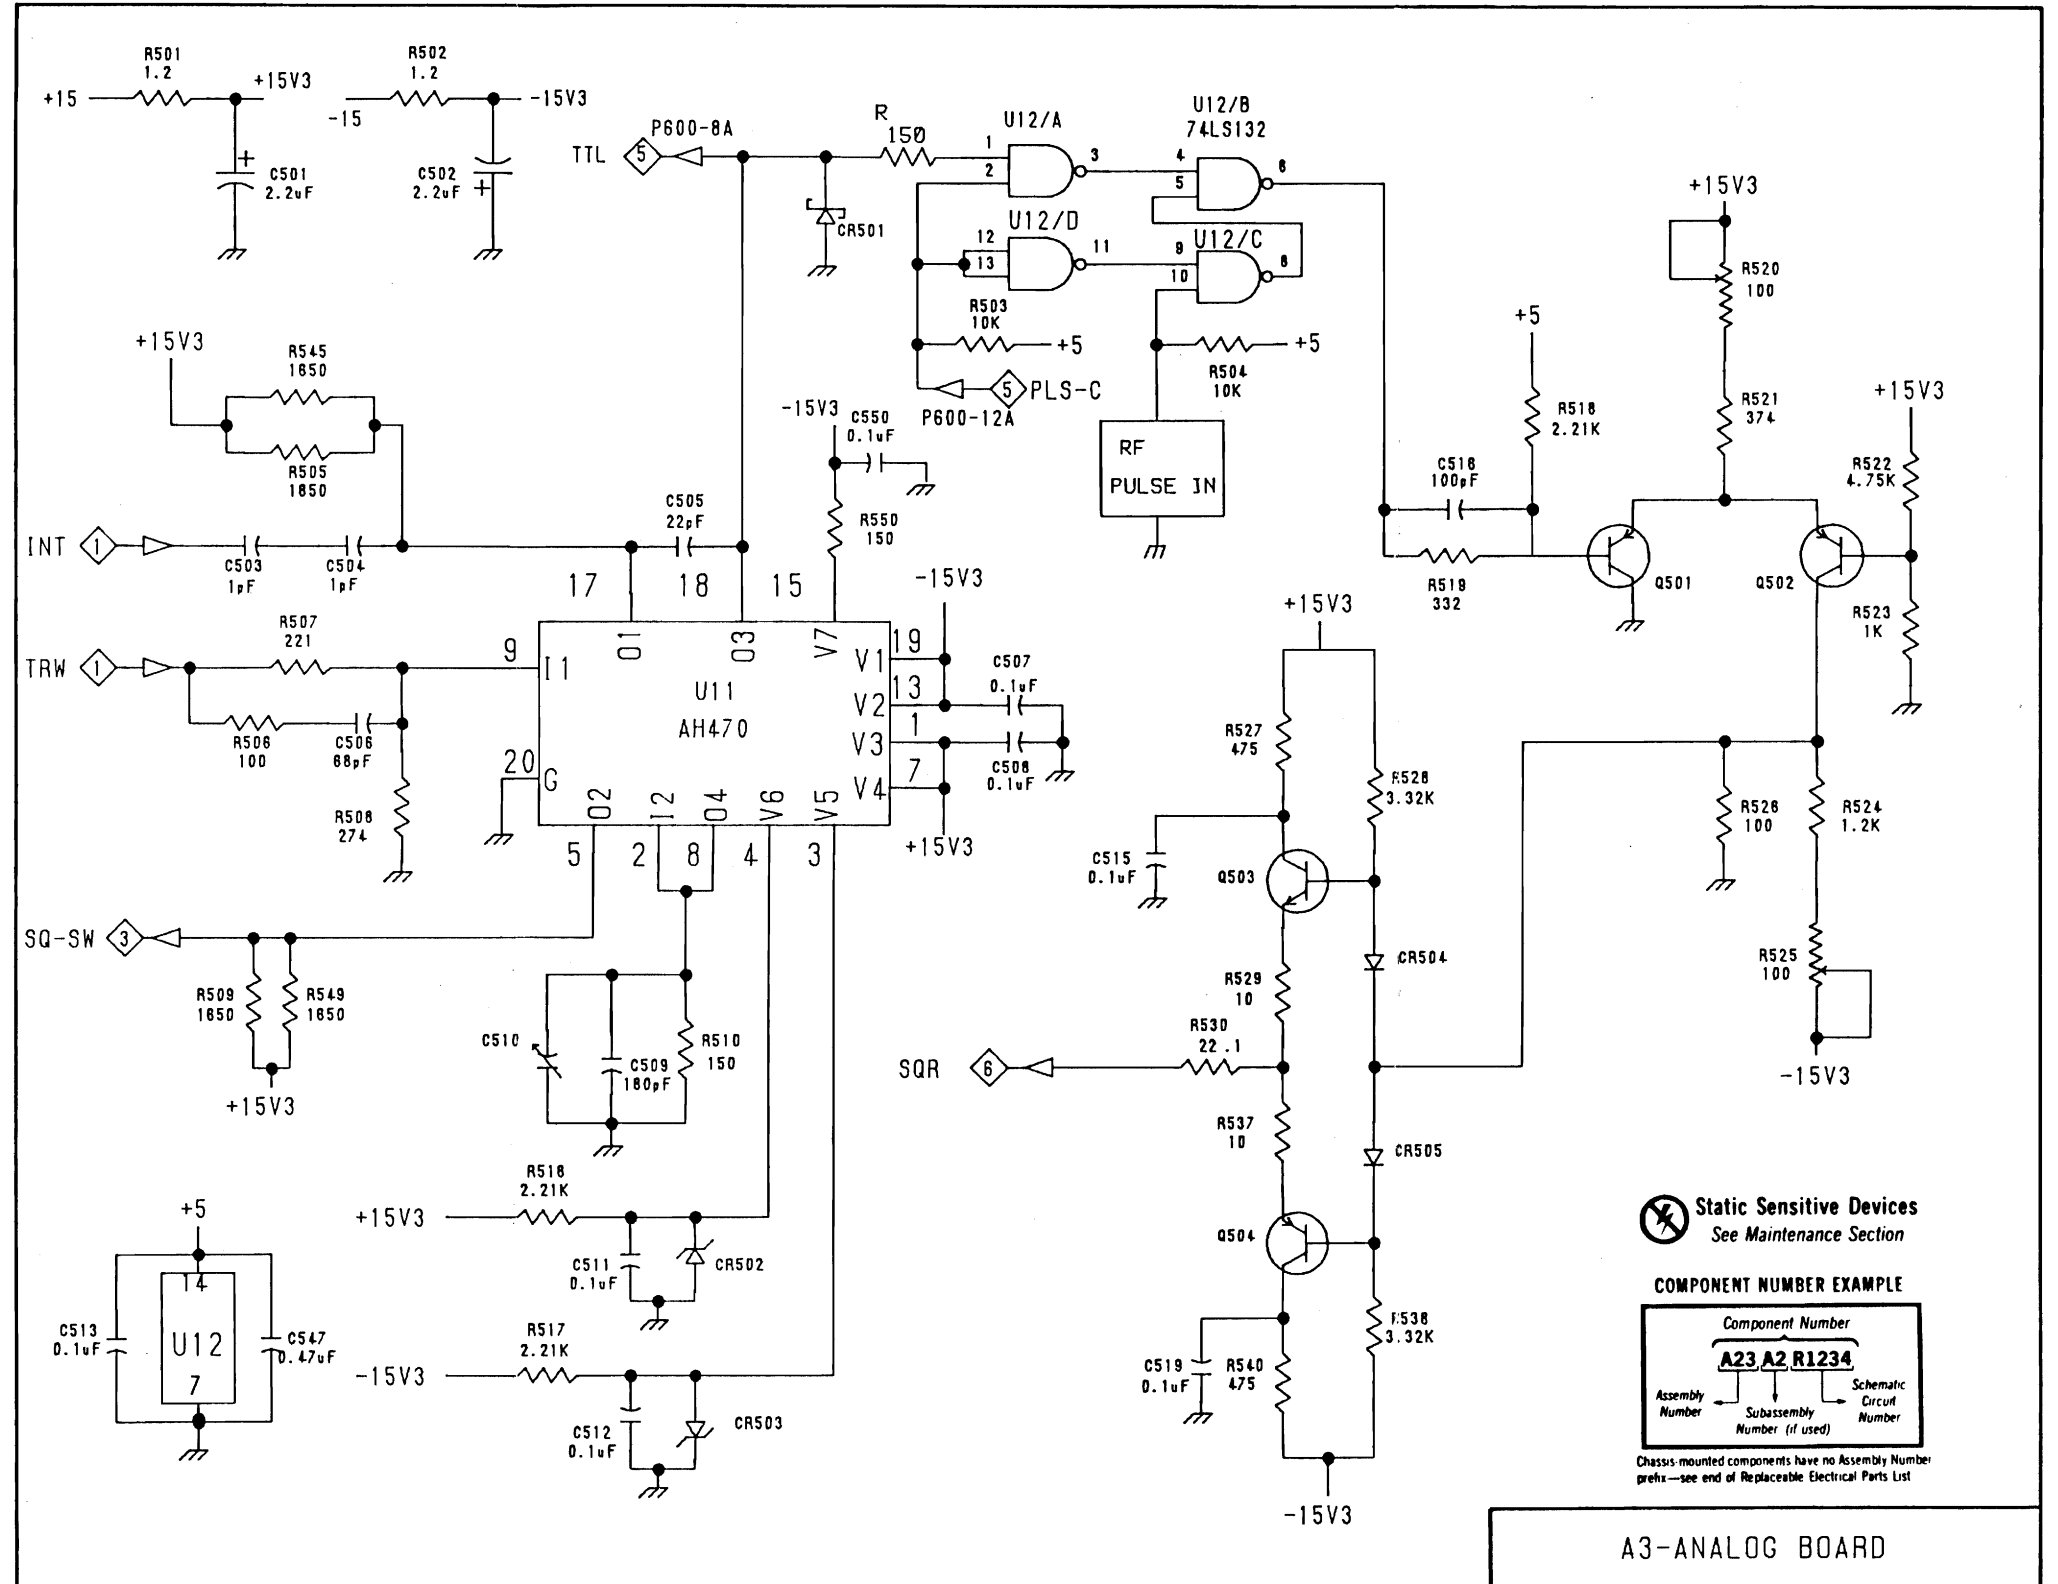 R501
1.2
+15
+15V3
+
C501
2.2uF
R502
1.2
-15
-15V3
C502
2.2uF
+
TTL
5
P600-8A
R
150
CR501
U12/A
1
2
3
U12/B
74LS132
4
5
6
U12/D
12
13
11
U12/C
9
10
8
R503
10K
+5
5
PLS-C
P600-12A
R504
10K
+5
RF
PULSE IN
+15V3
R520
100
R521
374
+5
R518
2.21K
C516
100pF
R519
332
Q501
Q502
+15V3
R522
4.75K
R523
1K
+15V3
R545
1650
R505
1650
INT
1
C503
1pF
C504
1pF
C505
22pF
-15V3
C550
0.1uF
R550
150
17
18
15
TRW
1
R507
221
R506
100
C506
68pF
R508
274
9
I1
O1
O3
V7
U11
AH470
20
G
O2
I2
O4
V6
V5
V1
V2
V3
V4
19
13
1
7
-15V3
C507
0.1uF
C508
0.1uF
+15V3
5
2
8
4
3
SQ-SW
3
R509
1650
R549
1650
+15V3
C510
C509
180pF
R510
150
+15V3
R527
475
R528
3.32K
C515
0.1uF
Q503
CR504
R529
10
R530
22.1
SQR
6
R537
10
CR505
Q504
C519
0.1uF
R540
475
R538
3.32K
-15V3
R526
100
R524
1.2K
R525
100
-15V3
+5
14
U12
7
C513
0.1uF
C547
0.47uF
R516
2.21K
+15V3
C511
0.1uF
CR502
R517
2.21K
-15V3
C512
0.1uF
CR503
Static Sensitive Devices
See Maintenance Section
COMPONENT NUMBER EXAMPLE
Component Number
A23 A2 R1234
Assembly
Number
Subassembly
Number (if used)
Schematic
Circuit
Number
Chassis-mounted components have no Assembly Number
prefix—see end of Replaceable Electrical Parts List
A3-ANALOG BOARD